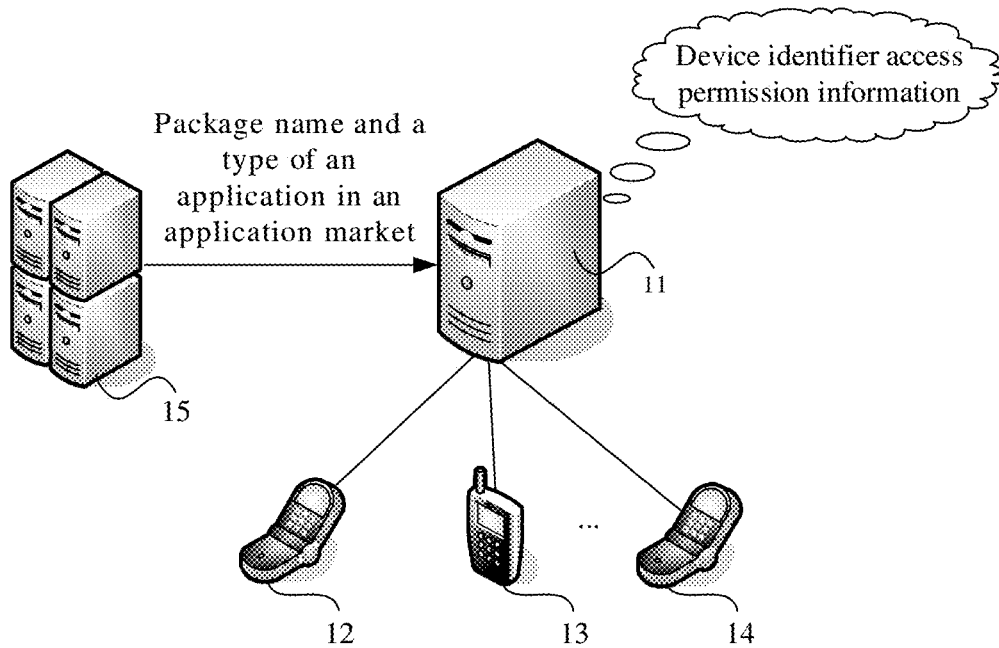 Device identifier access
permission information
Package name and a
type of an
application in an
application market
11
15
...
12
13
14